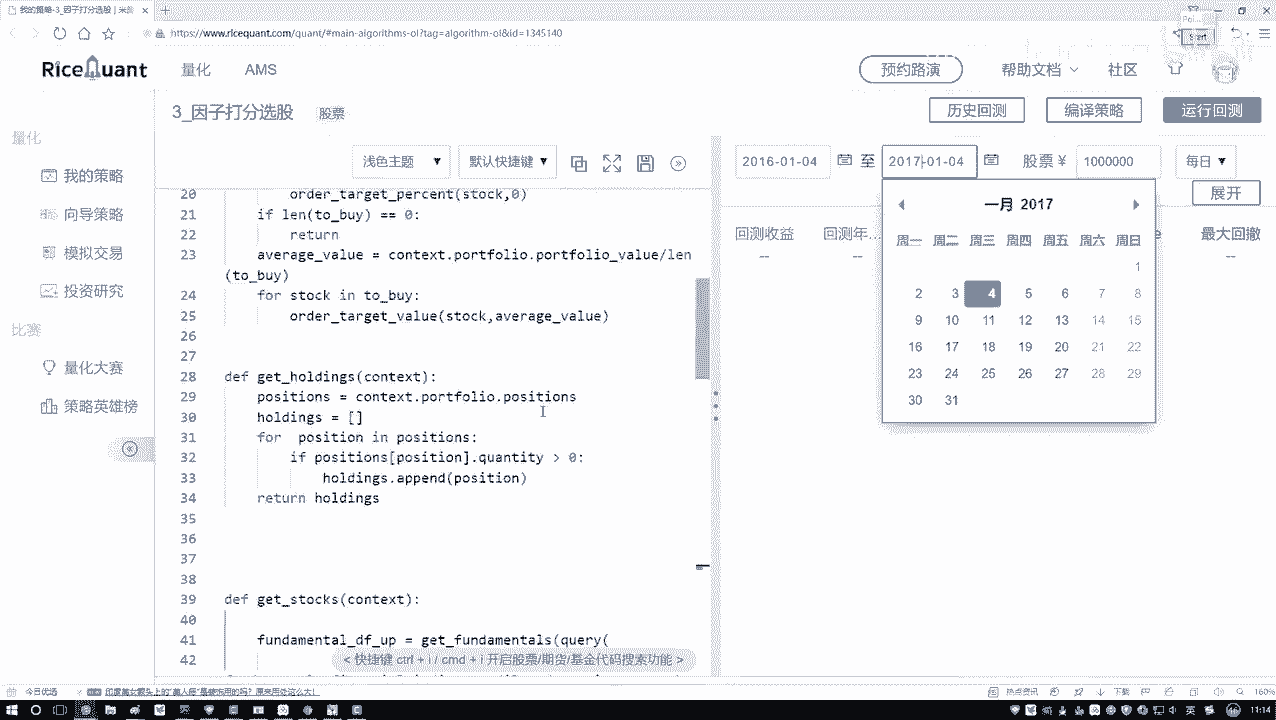 我的策略-3_因子打分选股 | 米
https://www.ricequant.com/quant/#main-algorithms-ol?tag=algorithm-ol&id=1345140
RiceQuant
量化
AMS
预约路演
帮助文档
社区
3_因子打分选股
股票
历史回测
编译策略
运行回测
量化
我的策略
向导策略
模拟交易
投资研究
比赛
量化大赛
策略英雄榜
浅色主题
默认快捷键
20 order_target_percent(stock,0)
21 if len(to_buy) == 0:
22 return
23 average_value = context.portfolio.portfolio_value/len
(to_buy)
24 for stock in to_buy:
25 order_target_value(stock,average_value)
26
27
28 def get_holdings(context):
29 positions = context.portfolio.positions
30 holdings = []
31 for  position in positions:
32 if positions[position].quantity > 0:
33 holdings.append(position)
34 return holdings
35
36
37
38
39 def get_stocks(context):
40
41 fundamental_df_up = get_fundamentals(query(
42
< 快捷键 ctrl + i / cmd + i 开启股票/期货/基金代码搜索功能 >
2016-01-04 至 2017-01-04 股票 ¥ 1000000 每日
展开
回测收益 回测年... 最大回撤
-- -- --
一月 2017
周一 周二 周三 周四 周五 周六 周日
1
2 3 4 5 6 7 8
9 10 11 12 13 14 15
16 17 18 19 20 21 22
23 24 25 26 27 28 29
30 31
今日优选
热点资讯
下载
160%
英
11:14